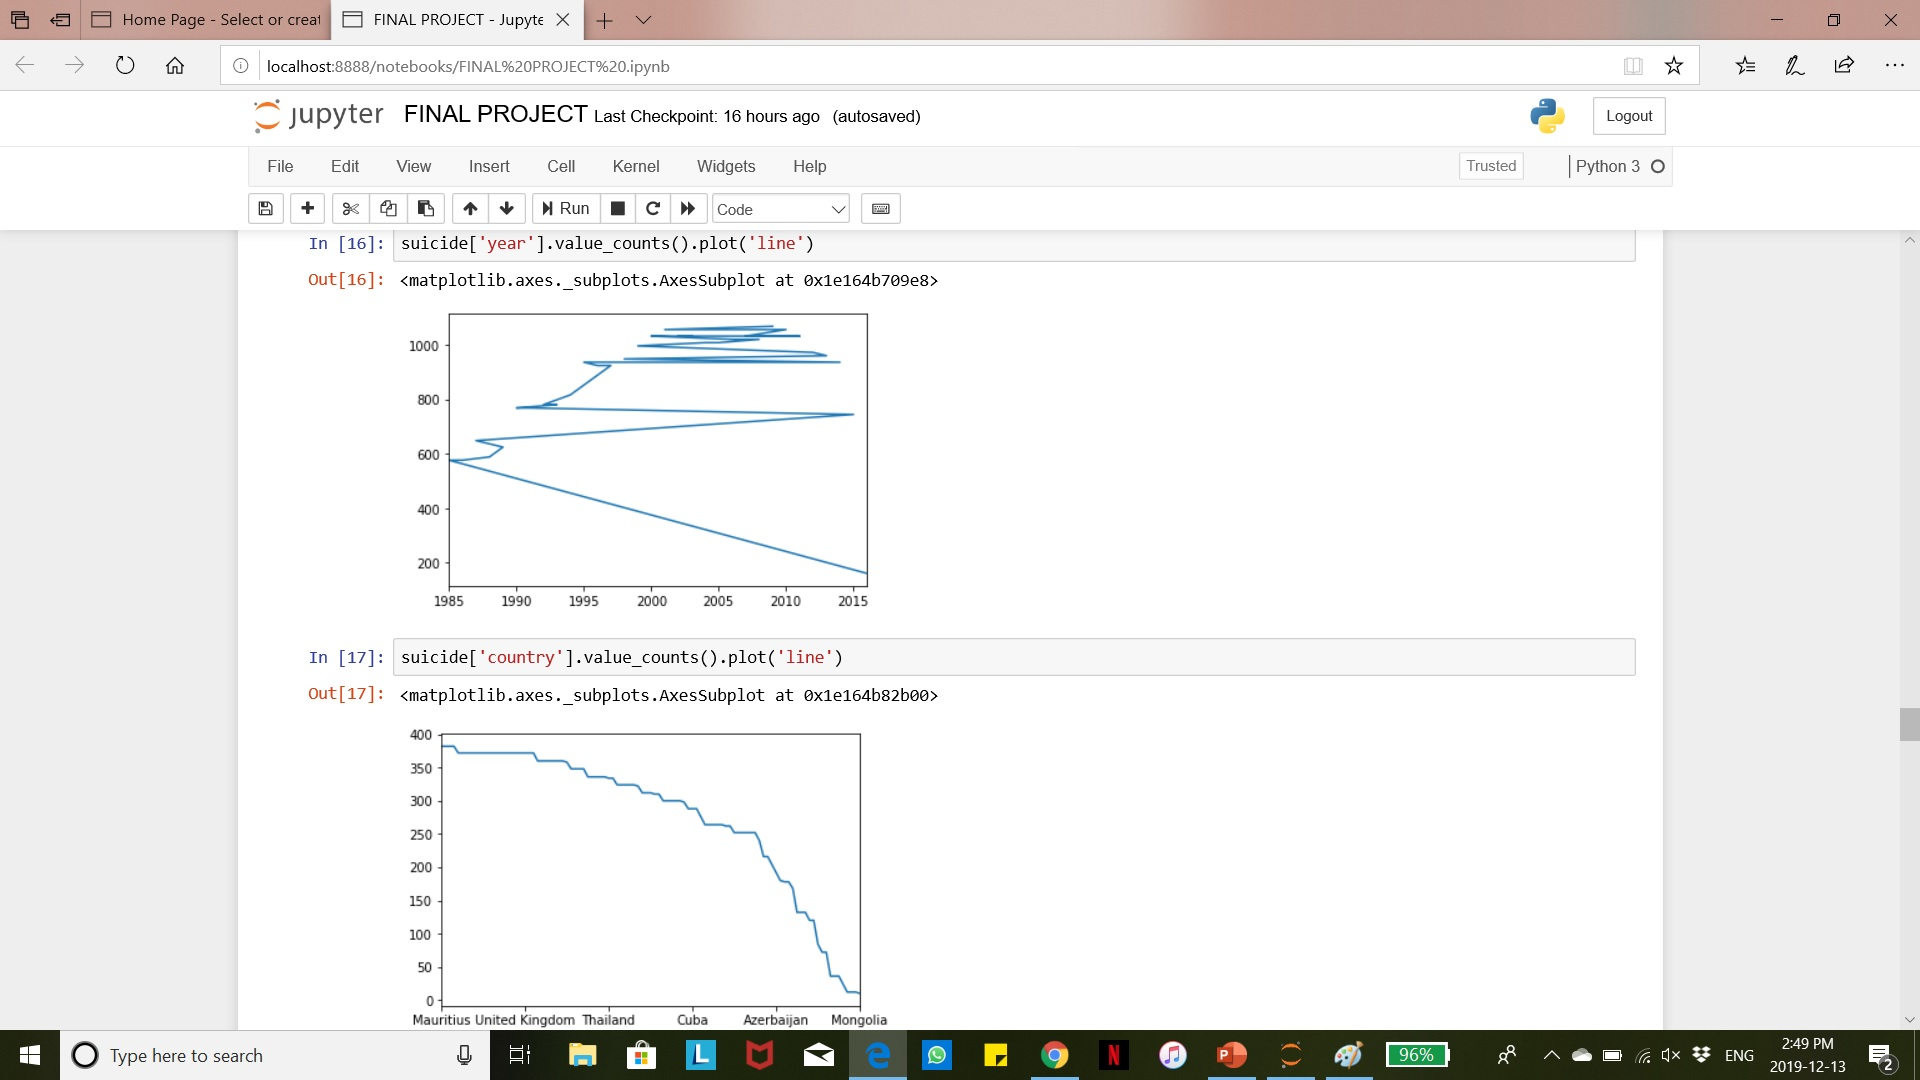 Home Page - Select or creat
FINAL PROJECT - Jupyte
localhost:8888/notebooks/FINAL%20PROJECT%20.ipynb
jupyter FINAL PROJECT Last Checkpoint: 16 hours ago (autosaved)
Logout
File Edit View Insert Cell Kernel Widgets Help
Trusted
Python 3
Run
Code
In [16]: suicide['year'].value_counts().plot('line')
Out[16]: <matplotlib.axes._subplots.AxesSubplot at 0x1e164b709e8>
1000
800
600
400
200
1985 1990 1995 2000 2005 2010 2015
In [17]: suicide['country'].value_counts().plot('line')
Out[17]: <matplotlib.axes._subplots.AxesSubplot at 0x1e164b82b00>
400
350
300
250
200
150
100
50
0
Mauritius United Kingdom Thailand Cuba Azerbaijan Mongolia
Type here to search
L
N
P
96%
ENG
2:49 PM
2019-12-13
2